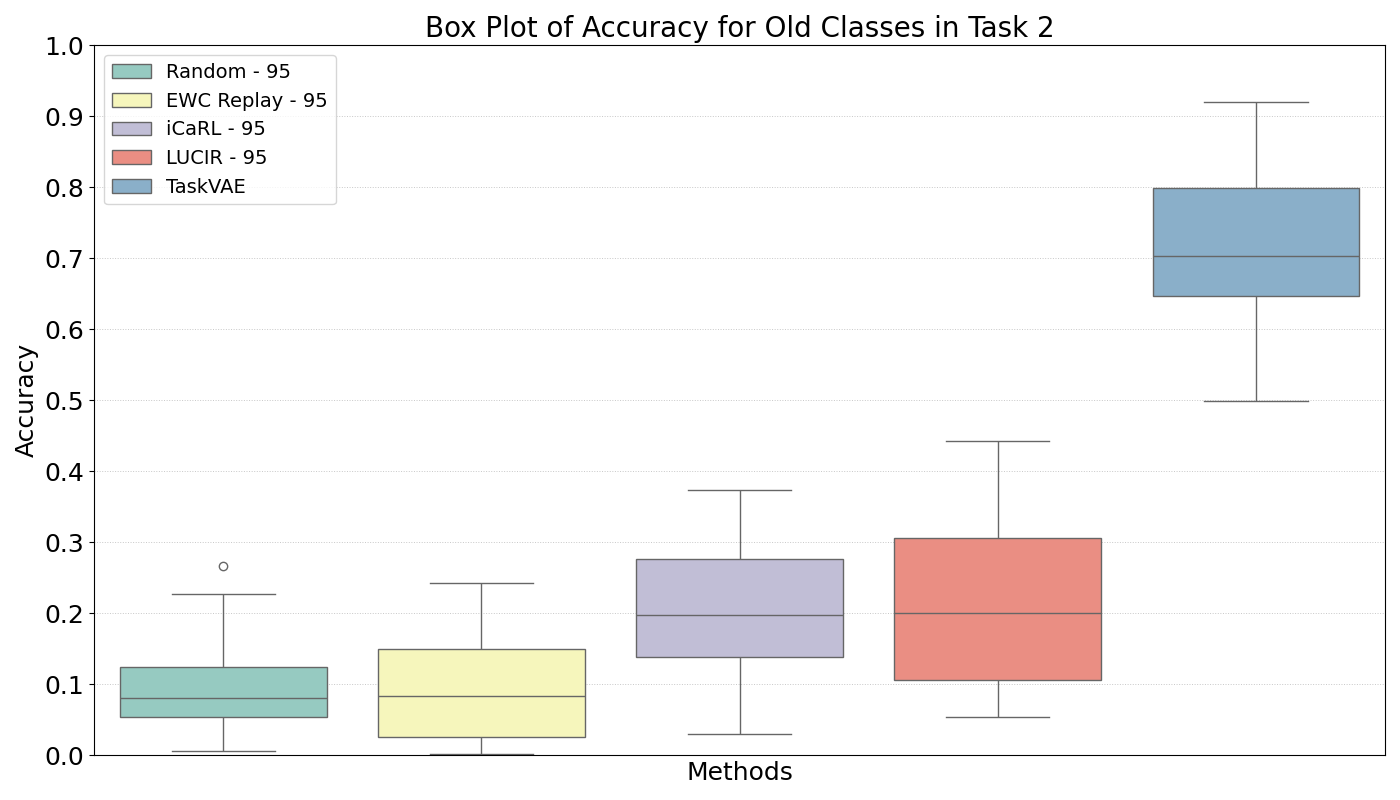 Box Plot of Accuracy for Old Classes in Task 2
1.0
0.9
0.8
0.7
0.6
0.5
0.4
0.3
0.2
0.1
0.0
Accuracy
Random - 95
EWC Replay - 95
iCaRL - 95
LUCIR - 95
TaskVAE
Methods